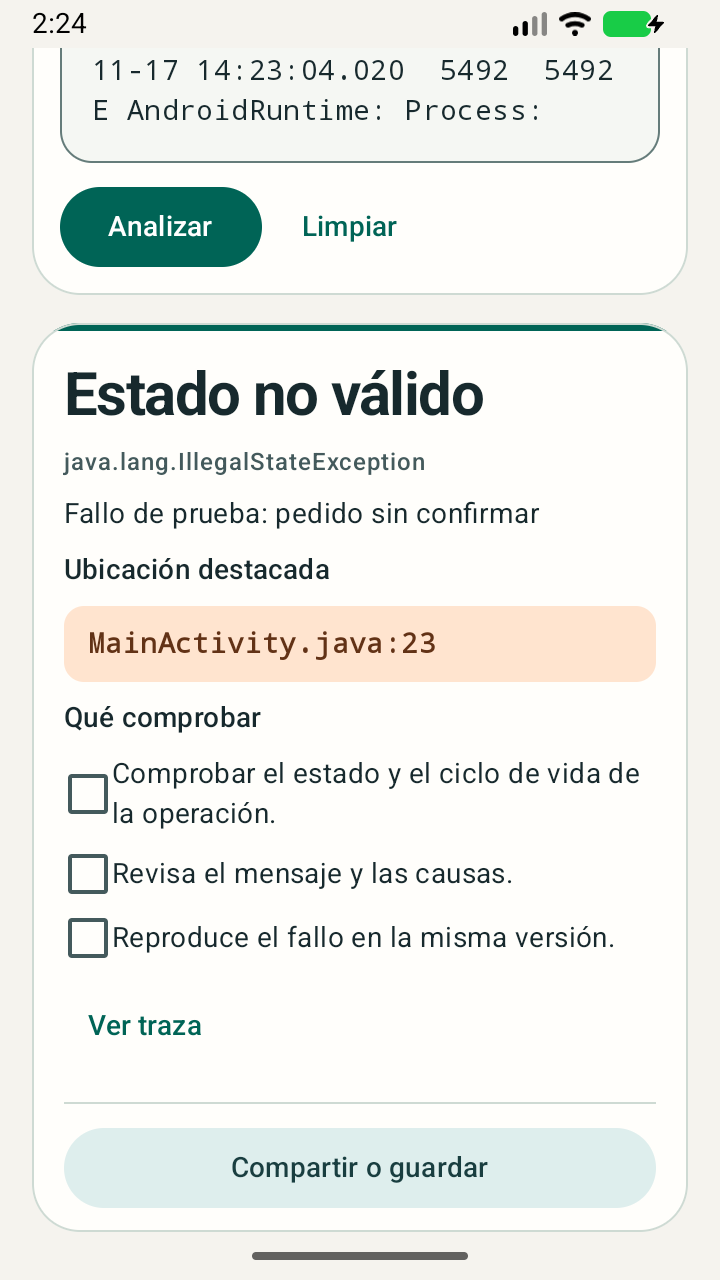 2:24
11-17 14:23:04.020  5492  5492
E AndroidRuntime: Process:
Analizar
Limpiar
Estado no válido
java.lang.IllegalStateException
Fallo de prueba: pedido sin confirmar
Ubicación destacada
MainActivity.java:23
Qué comprobar
Comprobar el estado y el ciclo de vida de
la operación.
Revisa el mensaje y las causas.
Reproduce el fallo en la misma versión.
Ver traza
Compartir o guardar